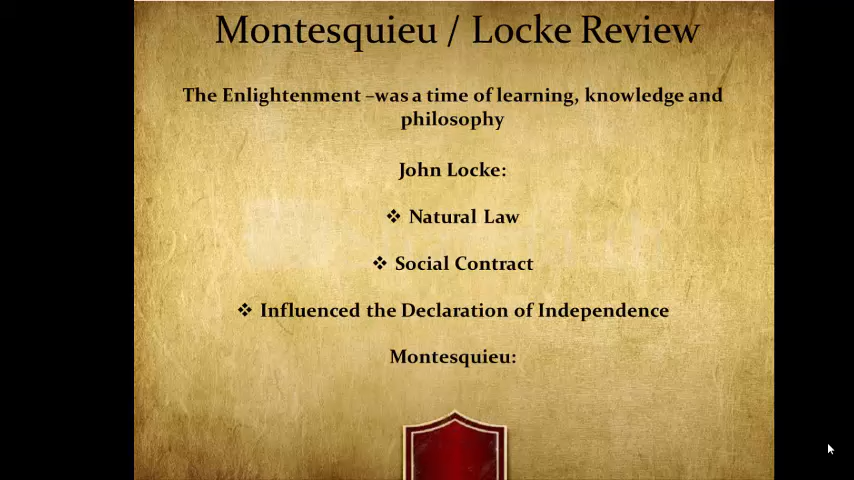 Montesquieu / Locke Review
The Enlightenment –was a time of learning, knowledge and
philosophy
John Locke:
❖ Natural Law
❖ Social Contract
❖ Influenced the Declaration of Independence
Montesquieu: